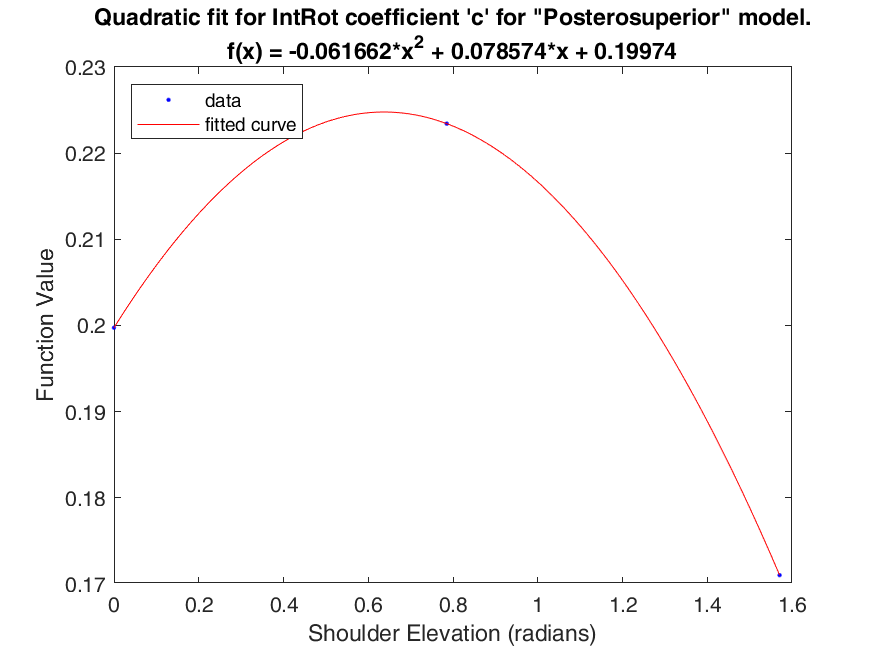 Quadratic fit for IntRot coefficient 'c' for "Posterosuperior" model.
f(x) = -0.061662*x² + 0.078574*x + 0.19974
0.23
data
fitted curve
0.22
0.21
0.2
0.19
0.18
0.17
Function Value
0 0.2 0.4 0.6 0.8 1 1.2 1.4 1.6
Shoulder Elevation (radians)